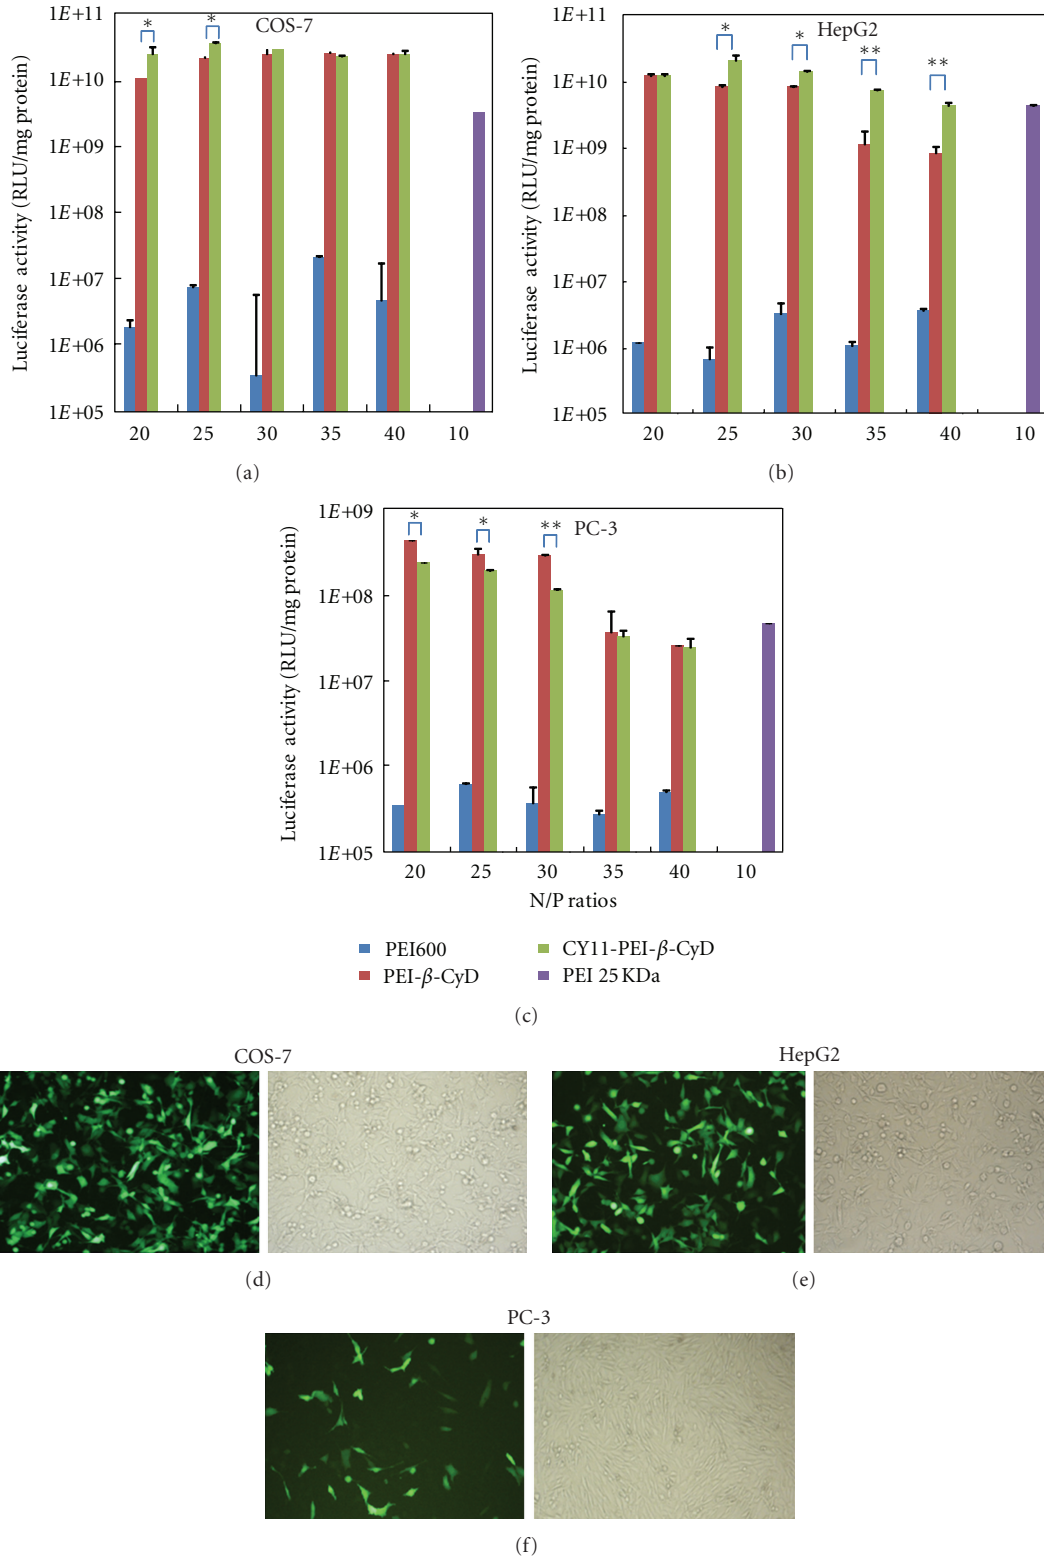 COS-7
Luciferase activity (RLU/mg protein)
1E+11
1E+10
1E+09
1E+08
1E+07
1E+06
1E+05
*
*
20 25 30 35 40 10
(a)
HepG2
Luciferase activity (RLU/mg protein)
1E+11
1E+10
1E+09
1E+08
1E+07
1E+06
1E+05
*
*
**
**
20 25 30 35 40 10
(b)
PC-3
Luciferase activity (RLU/mg protein)
1E+09
1E+08
1E+07
1E+06
1E+05
*
*
**
20 25 30 35 40 10
N/P ratios
PEI600
CY11-PEI-β-CyD
PEI-β-CyD
PEI 25 KDa
(c)
COS-7
HepG2
(d)
(e)
PC-3
(f)